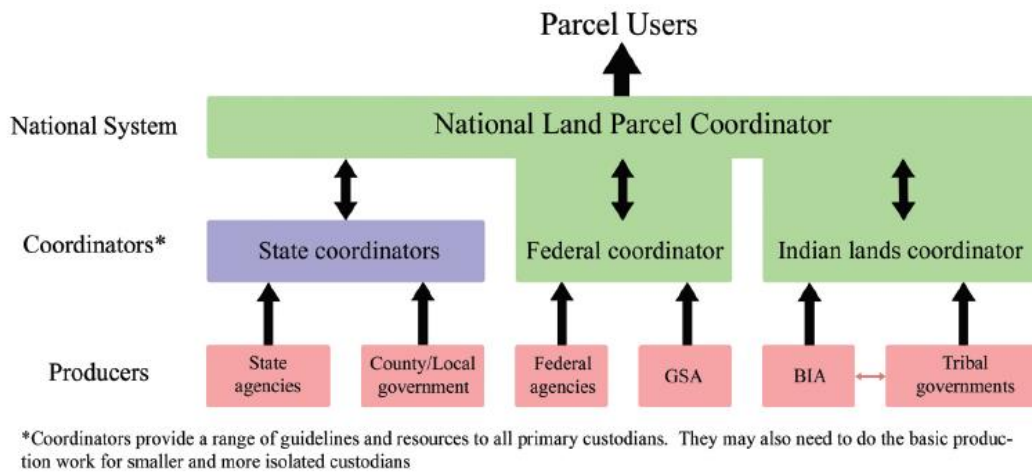 Parcel Users
National System
National Land Parcel Coordinator
Coordinators*
State coordinators
Federal coordinator
Indian lands coordinator
Producers
State
agencies
County/Local
government
Federal
agencies
GSA
BIA
Tribal
governments
*Coordinators provide a range of guidelines and resources to all primary custodians.  They may also need to do the basic produc-
tion work for smaller and more isolated custodians